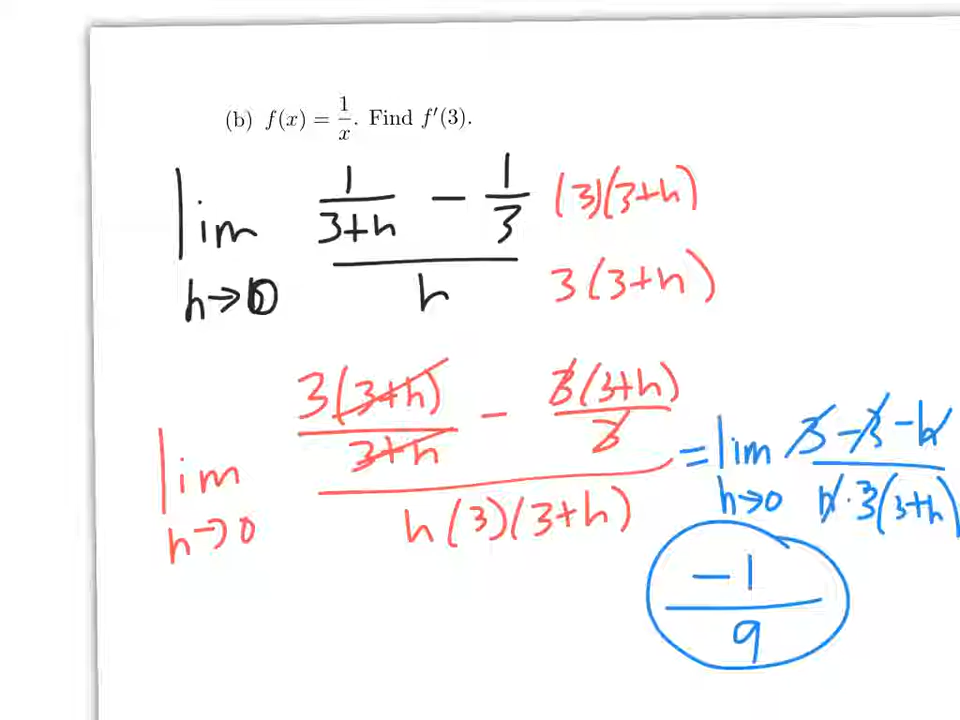 (b) f(x) = 1/x. Find f'(3).
lim h→0 (1/(3+h) - 1/3)/h (3)(3+h)/3(3+h)
lim h→0 (3(3+h)/(3+h) - 3(3+h)/3)/(h(3)(3+h)) = lim h→0 (3-3-h)/(h·3(3+h))
-1/9